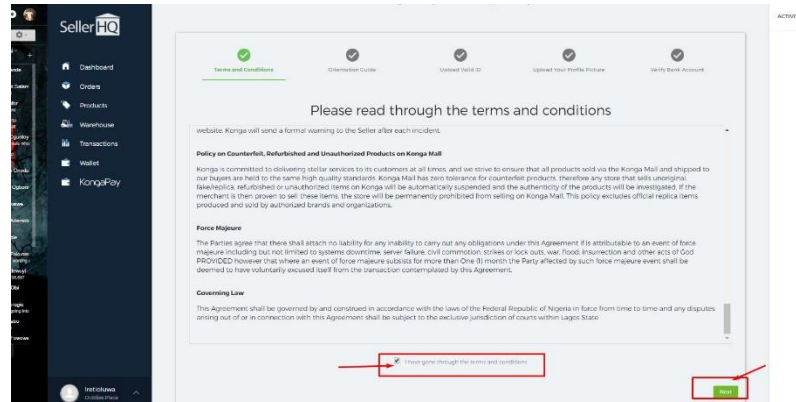 ACTIVI
SellerHQ
Dashboard
Orders
Products
Warehouse
Transactions
Wallet
KongaPay
Terms and Conditions
Orientation Guide
Upload Valid ID
Upload Your Profile Picture
Verify Bank Account
Please read through the terms and conditions
website. Konga will send a formal warning to the Seller after each incident.
Policy on Counterfeit, Refurbished and Unauthorized Products on Konga Mall
Konga is committed to delivering stellar services to its customers at all times, and we strive to ensure that all products sold via the Konga Mall and shipped to
our buyers are held to the same high quality standards. Konga Mall has zero tolerance for counterfeit products, therefore any store that sells unoriginal,
fake/replica, refurbished or unauthorized items on Konga will be automatically suspended and the authenticity of the products will be investigated. If the
merchant is then proven to sell these items, the store will be permanently prohibited from selling on Konga Mall. This policy excludes official replica items
produced and sold by authorized brands and organizations.
Force Majeure
The Parties agree that there shall attach no liability for any inability to carry out any obligations under this Agreement if is attributable to an event of force
majeure including but not limited to systems downtime, server failure, civil commotion, strikes or lock outs, war, flood, insurrection and other acts of God
PROVIDED however that where an event of force majeure subsists for more than One (1) month the Party affected by such force majeure event shall be
deemed to have voluntarily excused itself from the transaction contemplated by this Agreement.
Governing Law
This Agreement shall be governed by and construed in accordance with the laws of the Federal Republic of Nigeria in force from time to time and any disputes
arising out of or in connection with this Agreement shall be subject to the exclusive jurisdiction of courts within Lagos State.
I have gone through the terms and conditions
Next
Iretioluwa